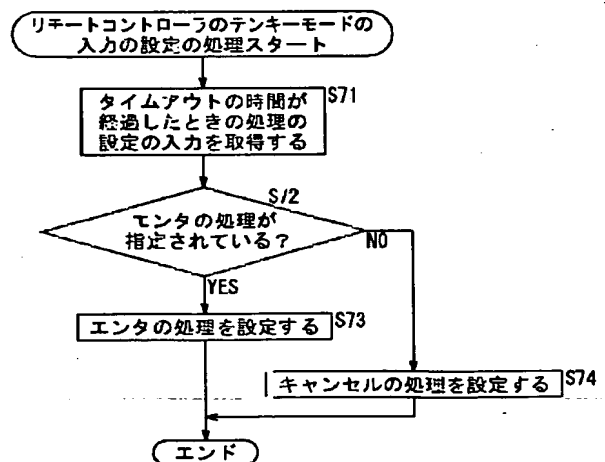 リモートコントローラのテンキーモードの
入力の設定の処理スタート
タイムアウトの時間が
経過したときの処理の
設定の入力を取得する
S71
S72
エンタの処理が
指定されている?
NO
YES
エンタの処理を設定する
S73
キャンセルの処理を設定する
S74
エンド